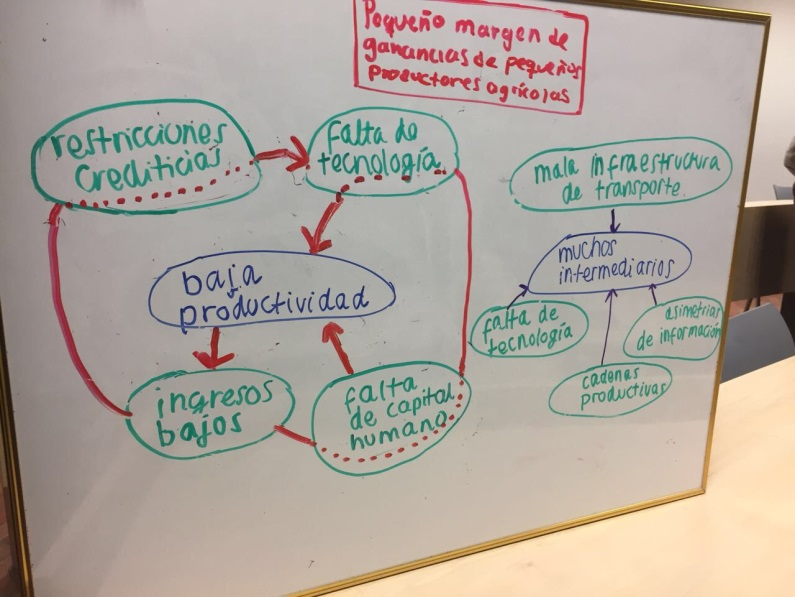 Pequeño margen de
ganancias de pequeños
productores agrícolas
restricciones
crediticias
falta de
tecnología
mala infraestructura
de transporte.
baja
productividad
muchos
intermediarios
falta de
tecnología
asimetrias
de información
ingresos
bajos
falta
de capital
humano
cadenas
productivas